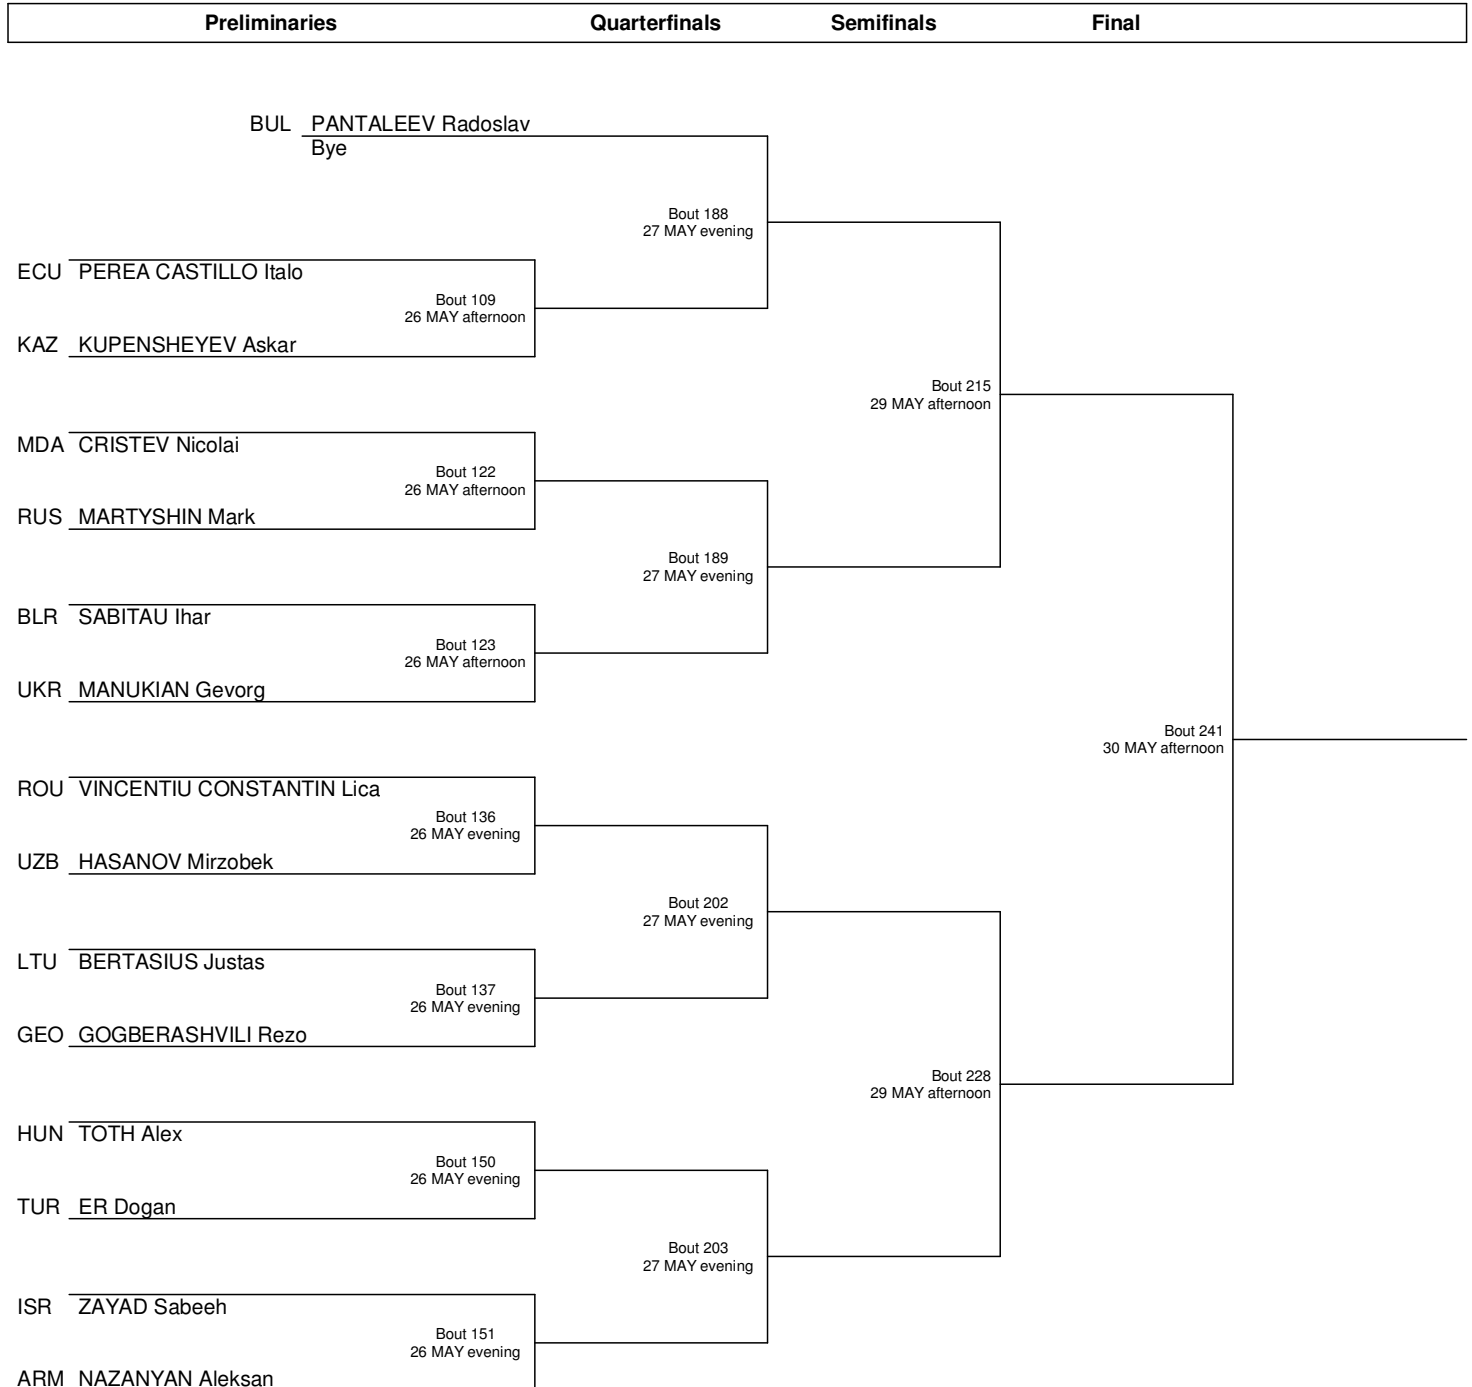 Preliminaries Quarterfinals Semifinals Final
BUL PANTALEEV Radoslav
Bye
Bout 188
27 MAY evening
ECU PEREA CASTILLO Italo
Bout 109
26 MAY afternoon
KAZ KUPENSHEYEV Askar
Bout 215
29 MAY afternoon
MDA CRISTEV Nicolai
Bout 122
26 MAY afternoon
RUS MARTYSHIN Mark
Bout 189
27 MAY evening
BLR SABITAU Ihar
Bout 123
26 MAY afternoon
UKR MANUKIAN Gevorg
Bout 241
30 MAY afternoon
ROU VINCENTIU CONSTANTIN Lica
Bout 136
26 MAY evening
UZB HASANOV Mirzobek
Bout 202
27 MAY evening
LTU BERTASIUS Justas
Bout 137
26 MAY evening
GEO GOGBERASHVILI Rezo
Bout 228
29 MAY afternoon
HUN TOTH Alex
Bout 150
26 MAY evening
TUR ER Dogan
Bout 203
27 MAY evening
ISR ZAYAD Sabeeh
Bout 151
26 MAY evening
ARM NAZANYAN Aleksan